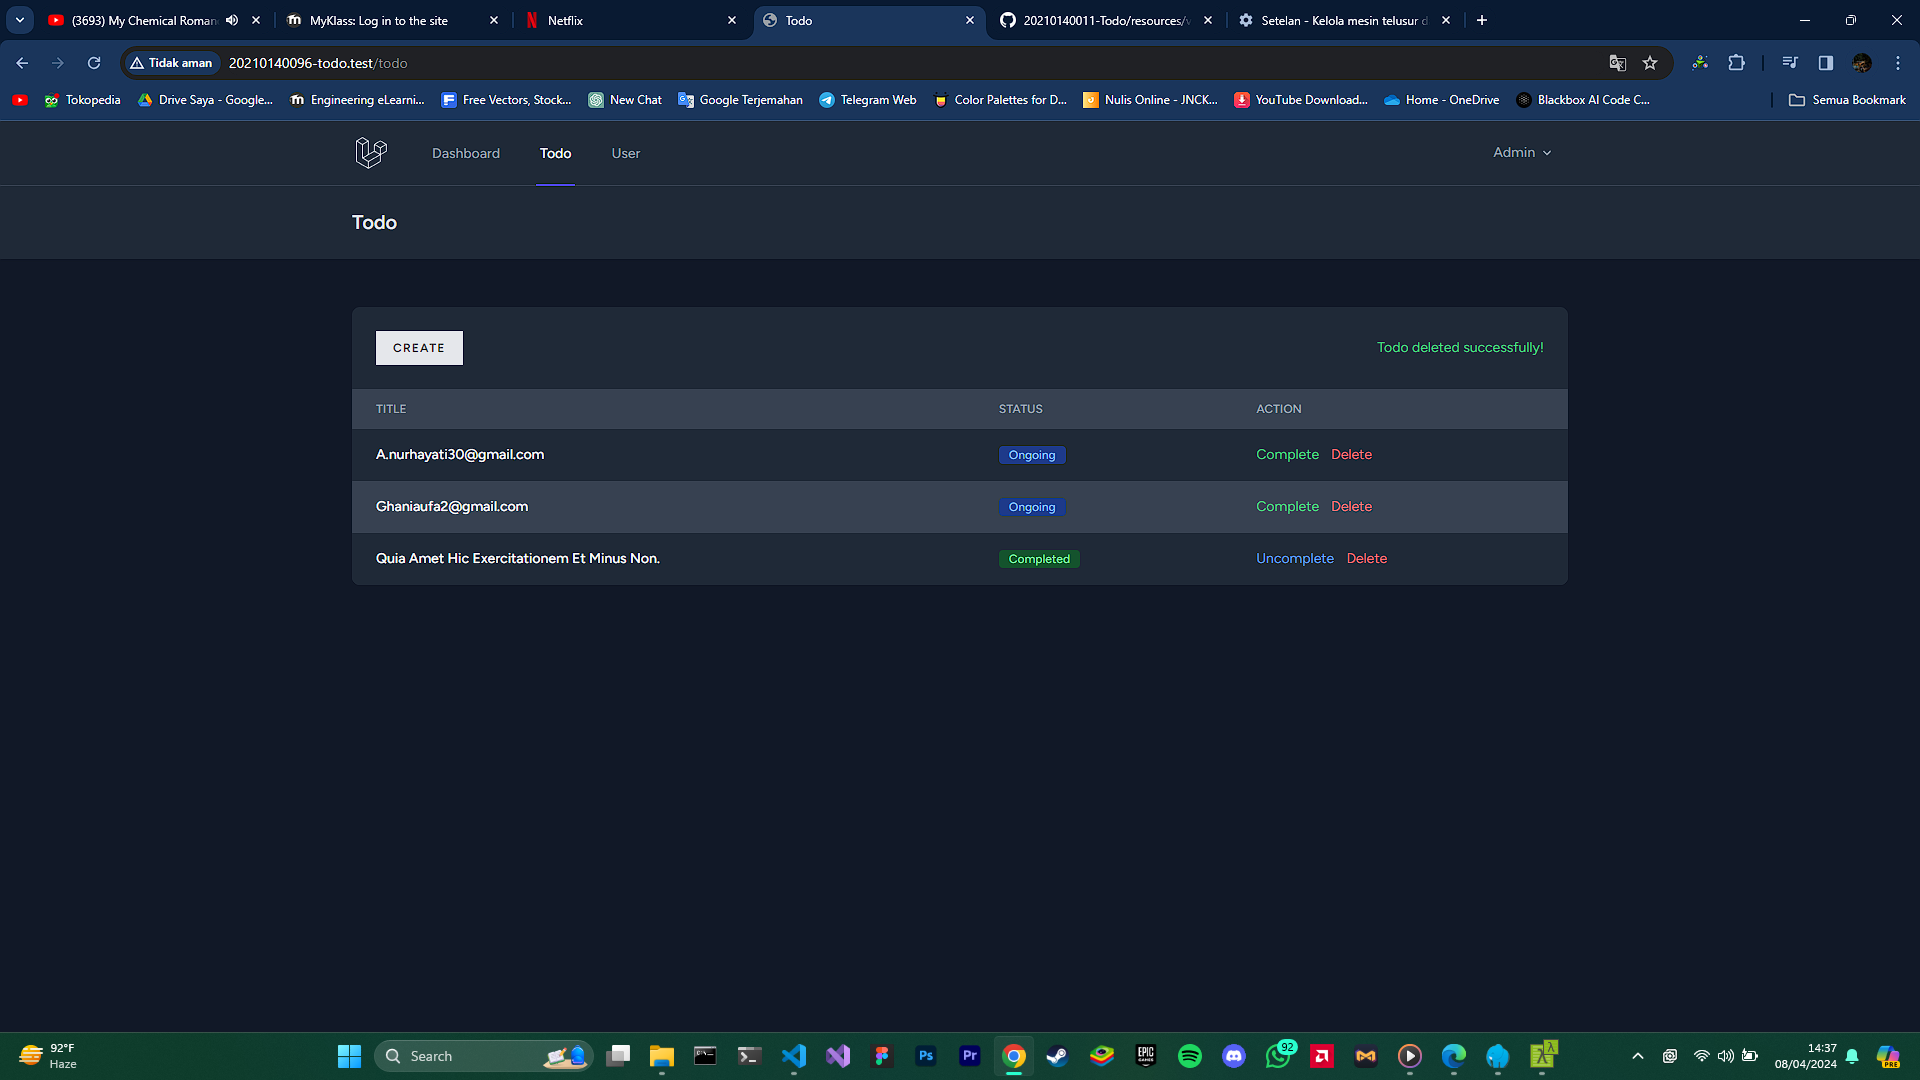 (3693) My Chemical Roman
MyKlass: Log in to the site
Netflix
Todo
20210140011-Todo/resources/v
Setelan - Kelola mesin telusur d
Tidak aman
20210140096-todo.test/todo
Tokopedia
Drive Saya - Google...
Engineering eLearni...
Free Vectors, Stock...
New Chat
Google Terjemahan
Telegram Web
Color Palettes for D...
Nulis Online - JNCK...
YouTube Download...
Home - OneDrive
Blackbox AI Code C...
Semua Bookmark
Dashboard
Todo
User
Admin
Todo
CREATE
Todo deleted successfully!
TITLE STATUS ACTION
A.nurhayati30@gmail.com Ongoing Complete Delete
Ghaniaufa2@gmail.com Ongoing Complete Delete
Quia Amet Hic Exercitationem Et Minus Non. Completed Uncomplete Delete
92°F
Haze
Search
Ps
Pr
EPIC
GAMES
92
14:37
08/04/2024
PRE